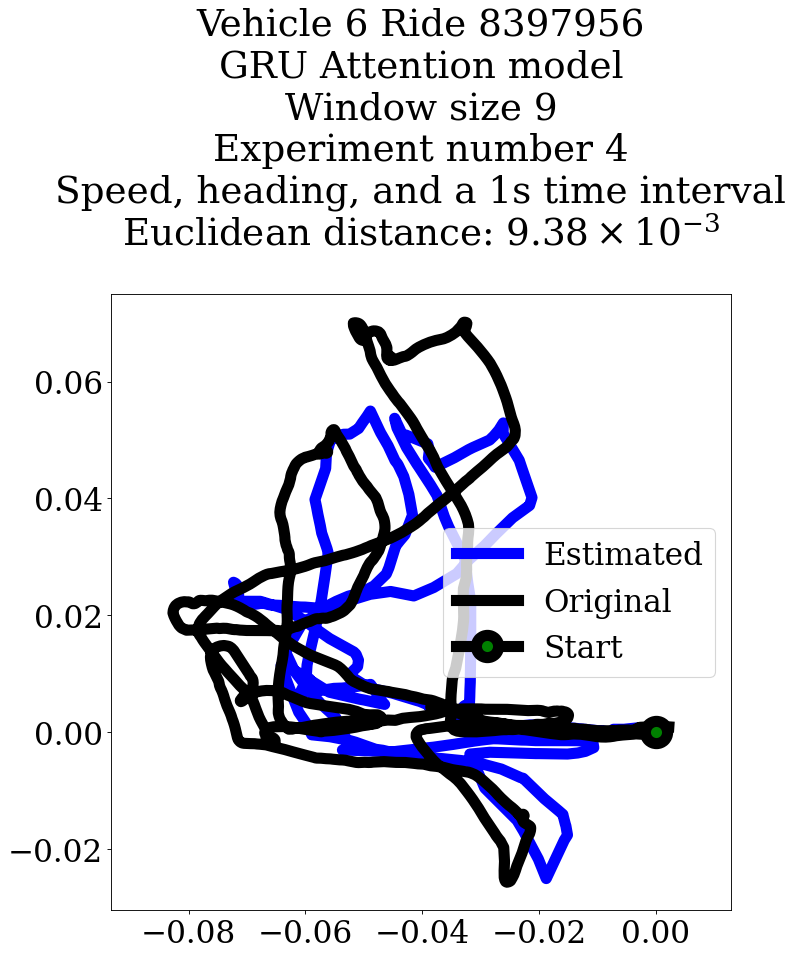 Vehicle 6 Ride 8397956
GRU Attention model
Window size 9
Experiment number 4
Speed, heading, and a 1s time interval
Euclidean distance: 9.38 × 10⁻³
0.06
0.04
0.02
0.00
−0.02
Estimated
Original
Start
−0.08 −0.06 −0.04 −0.02 0.00